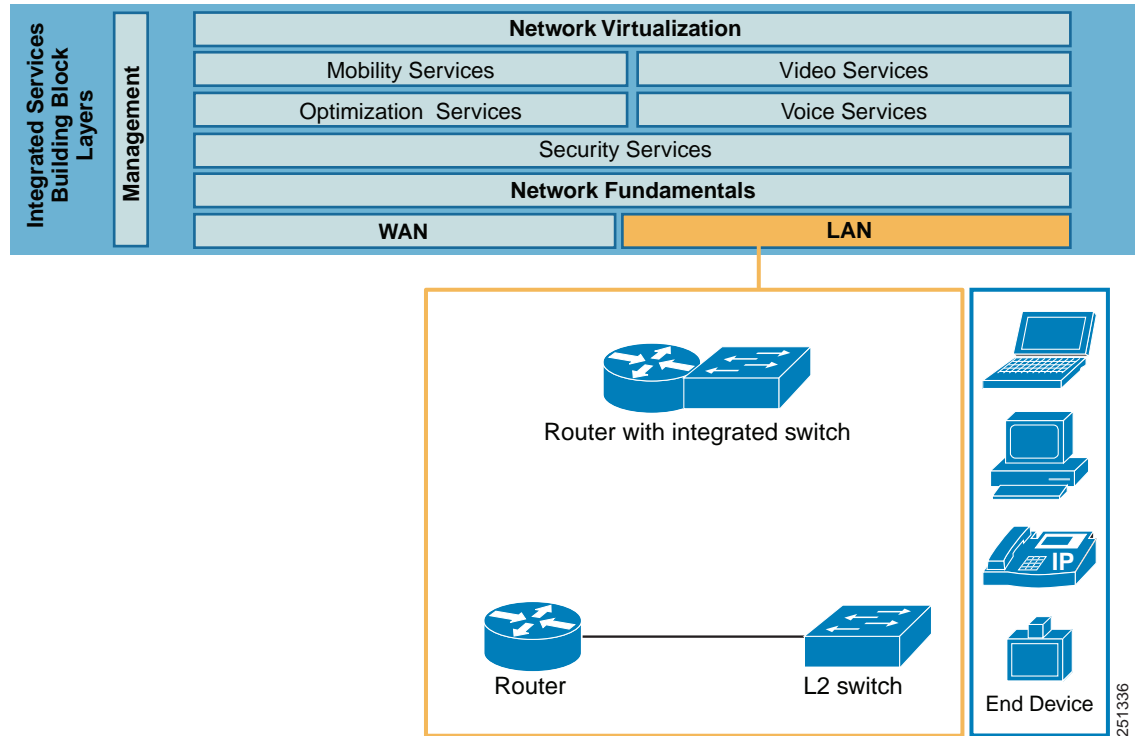 Integrated Services
Building Block
Layers
Management
Network Virtualization
Mobility Services
Video Services
Optimization Services
Voice Services
Security Services
Network Fundamentals
WAN
LAN
Router with integrated switch
IP
Router
L2 switch
End Device
251336